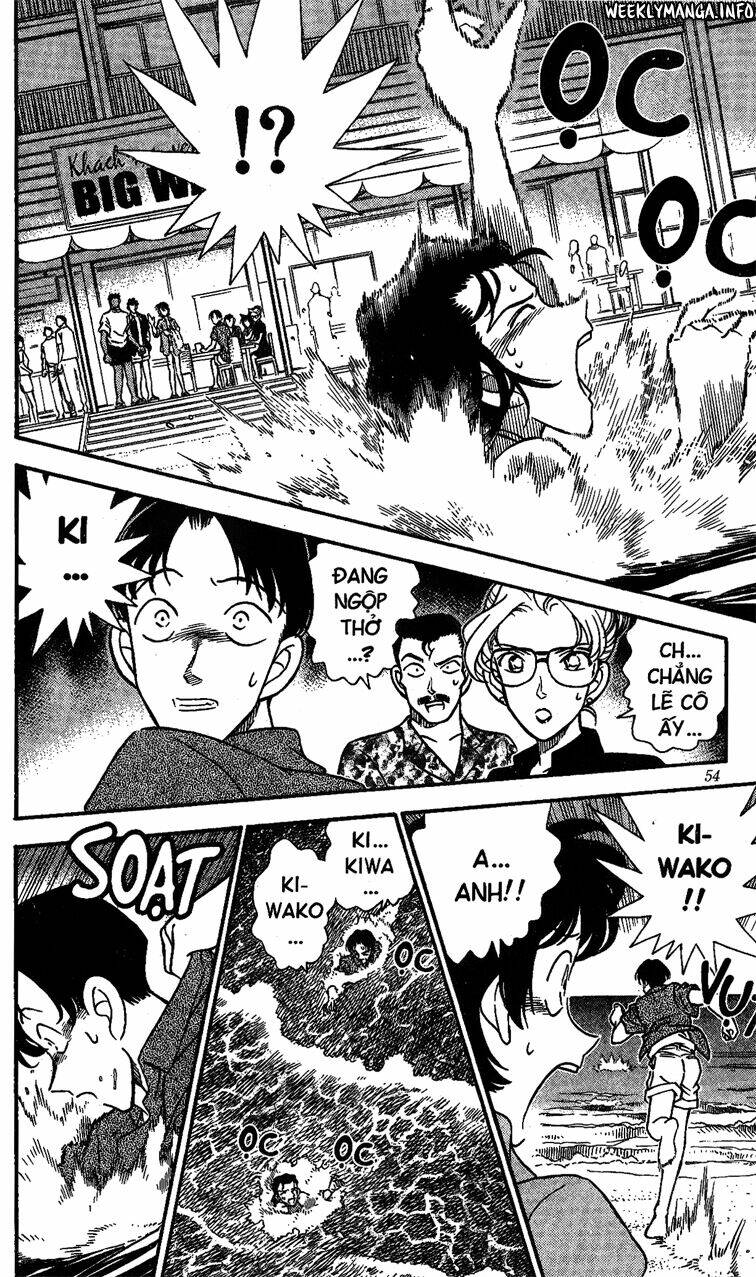 WEEKLYMANGA.INFO
!?
ỌC
ỌC
Khách
BIG W
KI
...
ĐANG
NGỘP
THỞ
...?
CH...
CHẲNG
LẼ CÔ
ẤY...
54
KI-
WAKO
!!
A...
ANH!!
VỤT
KI...
KIWA
...
KI-
WAKO
...
ỌC
ỌC
ỌC
SOẠT